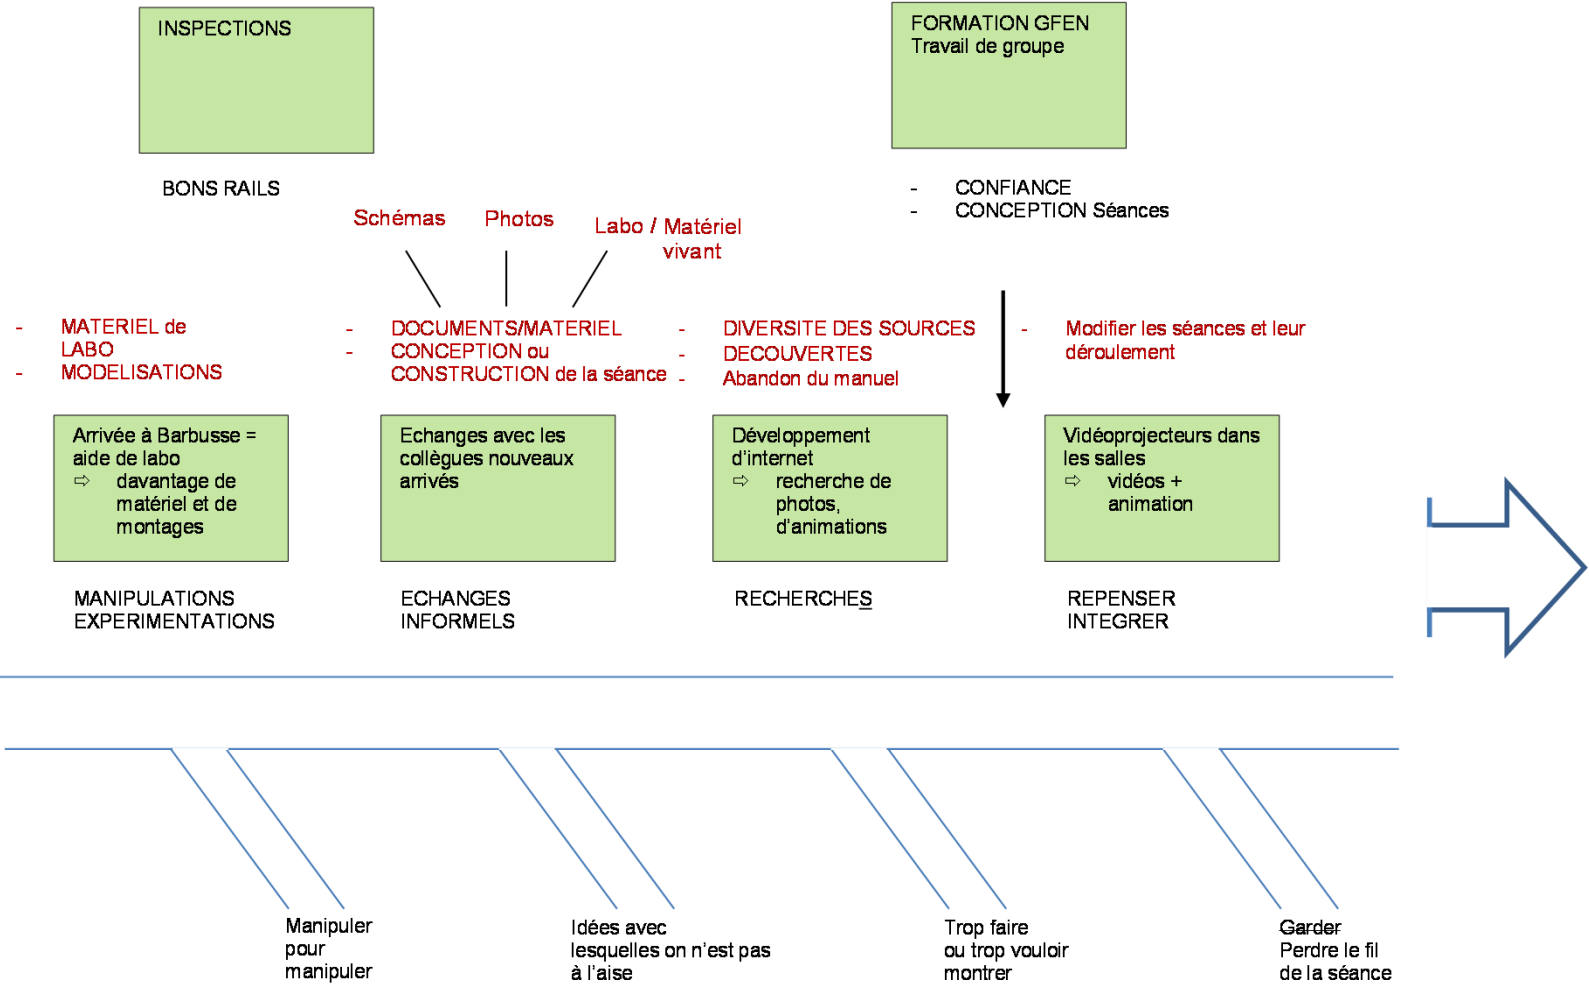 INSPECTIONS
FORMATION GFEN
Travail de groupe
BONS RAILS
- CONFIANCE
- CONCEPTION Séances
Schémas
Photos
Labo / Matériel
vivant
- MATERIEL de
LABO
- MODELISATIONS
- DOCUMENTS/MATERIEL
- CONCEPTION ou
CONSTRUCTION de la séance
- DIVERSITE DES SOURCES
- DECOUVERTES
- Abandon du manuel
- Modifier les séances et leur
déroulement
Arrivée à Barbusse =
aide de labo
⇨ davantage de
matériel et de
montages
Echanges avec les
collègues nouveaux
arrivés
Développement
d'internet
⇨ recherche de
photos,
d'animations
Vidéoprojecteurs dans
les salles
⇨ vidéos +
animation
MANIPULATIONS
EXPERIMENTATIONS
ECHANGES
INFORMELS
RECHERCHES
REPENSER
INTEGRER
Manipuler
pour
manipuler
Idées avec
lesquelles on n'est pas
à l'aise
Trop faire
ou trop vouloir
montrer
Garder
Perdre le fil
de la séance